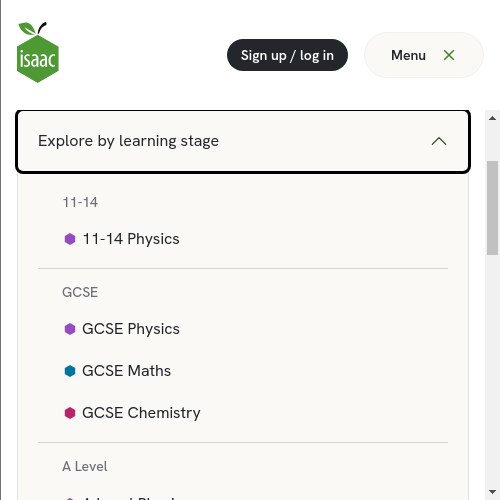 isaac
Sign up / log in
Menu
Explore by learning stage
11-14
11-14 Physics
GCSE
GCSE Physics
GCSE Maths
GCSE Chemistry
A Level